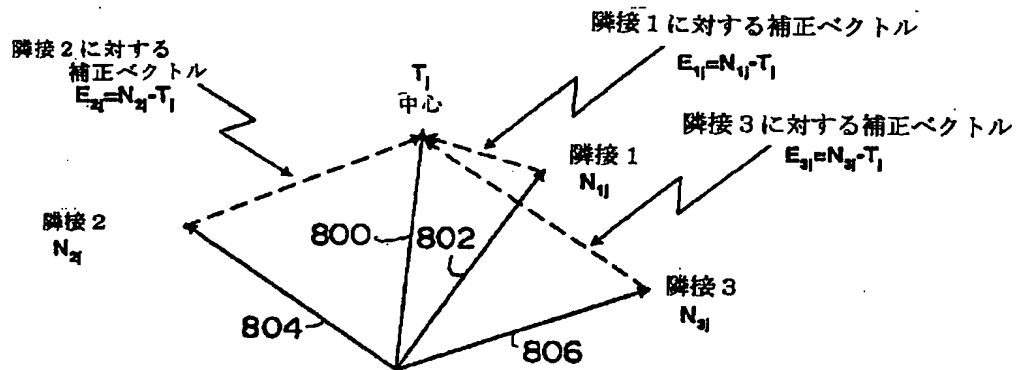 隣接1に対する補正ベクトル
E1j=N1j-Tj
隣接2に対する
補正ベクトル
E2j=N2j-Tj
Tj
中心
隣接3に対する補正ベクトル
E3j=N3j-Tj
隣接1
N1j
隣接2
N2j
800
802
隣接3
N3j
804
806